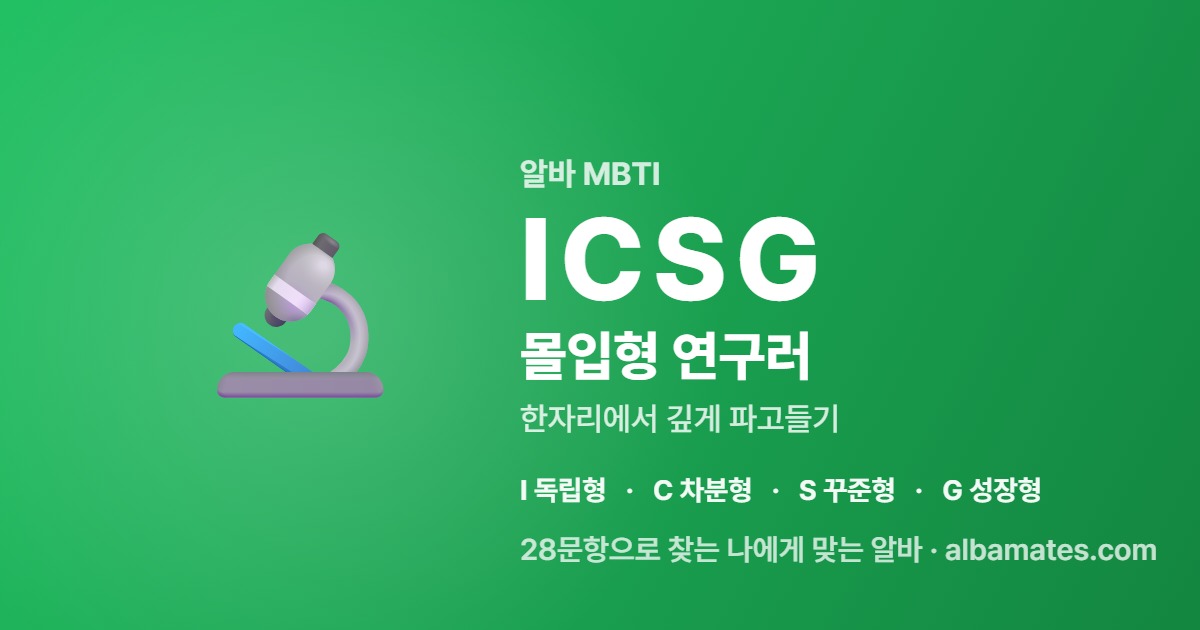 알바 MBTI
ICSG
몰입형 연구러
한자리에서 깊게 파고들기
I 독립형 · C 차분형 · S 꾸준형 · G 성장형
28문항으로 찾는 나에게 맞는 알바 · albamates.com